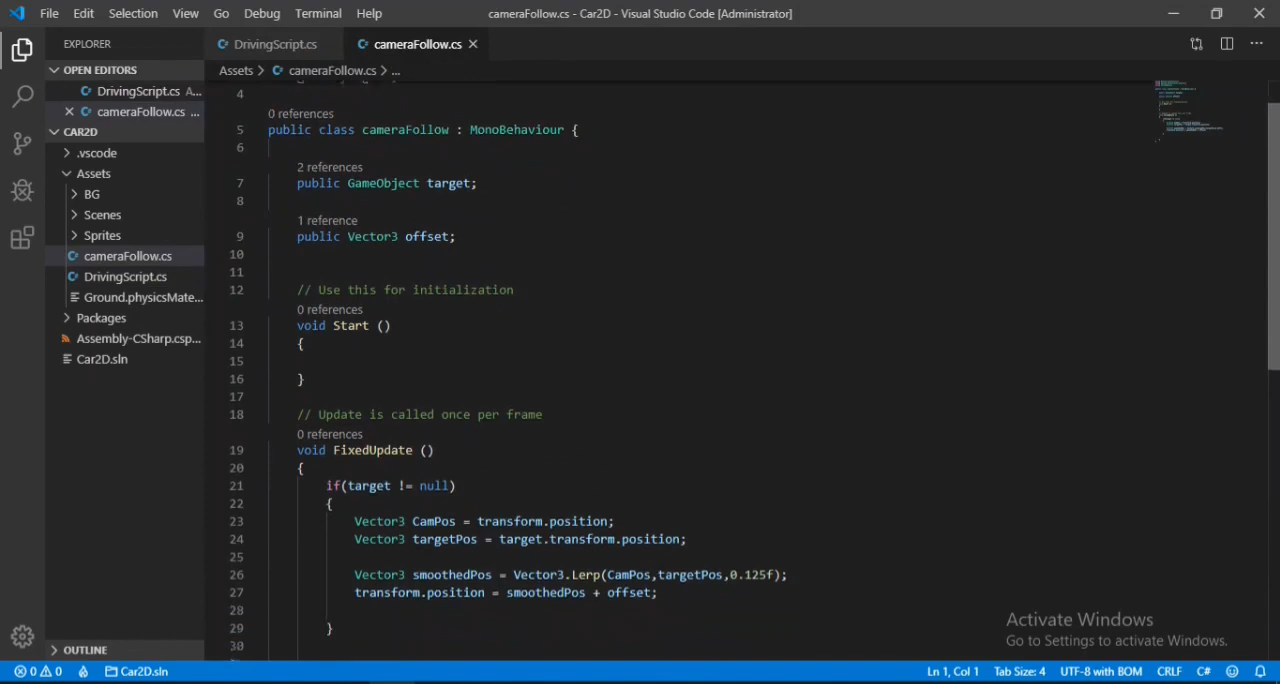 File Edit Selection View Go Debug Terminal Help cameraFollow.cs - Car2D - Visual Studio Code [Administrator]
EXPLORER
OPEN EDITORS
DrivingScript.cs A...
cameraFollow.cs ...
CAR2D
.vscode
Assets
BG
Scenes
Sprites
cameraFollow.cs
DrivingScript.cs
Ground.physicsMate...
Packages
Assembly-CSharp.csp...
Car2D.sln
OUTLINE
DrivingScript.cs cameraFollow.cs
Assets > cameraFollow.cs > ...
4
0 references
5 public class cameraFollow : MonoBehaviour {
6
2 references
7 public GameObject target;
8
1 reference
9 public Vector3 offset;
10
11
12 // Use this for initialization
0 references
13 void Start ()
14 {
15
16 }
17
18 // Update is called once per frame
0 references
19 void FixedUpdate ()
20 {
21 if(target != null)
22 {
23 Vector3 CamPos = transform.position;
24 Vector3 targetPos = target.transform.position;
25
26 Vector3 smoothedPos = Vector3.Lerp(CamPos,targetPos,0.125f);
27 transform.position = smoothedPos + offset;
28
29 }
30
Activate Windows
Go to Settings to activate Windows.
0 0 Car2D.sln Ln 1, Col 1 Tab Size: 4 UTF-8 with BOM CRLF C#